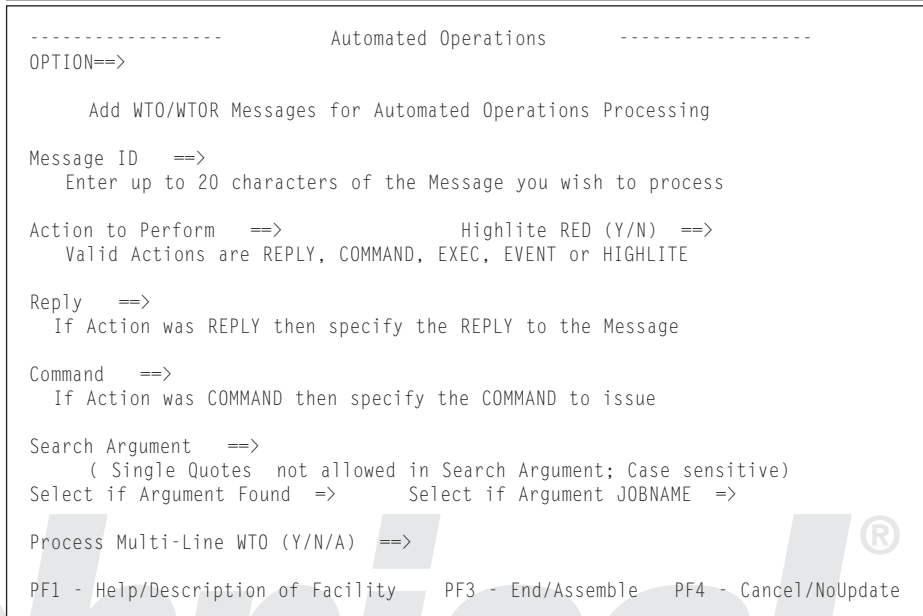 ------------------ Automated Operations ------------------
OPTION==>
Add WTO/WTOR Messages for Automated Operations Processing
Message ID ==>
Enter up to 20 characters of the Message you wish to process
Action to Perform ==> Highlite RED (Y/N) ==>
Valid Actions are REPLY, COMMAND, EXEC, EVENT or HIGHLITE
Reply ==>
If Action was REPLY then specify the REPLY to the Message
Command ==>
If Action was COMMAND then specify the COMMAND to issue
Search Argument ==>
( Single Quotes not allowed in Search Argument; Case sensitive)
Select if Argument Found => Select if Argument JOBNAME =>
Process Multi-Line WTO (Y/N/A) ==>
®
PF1 - Help/Description of Facility PF3 - End/Assemble PF4 - Cancel/NoUpdate